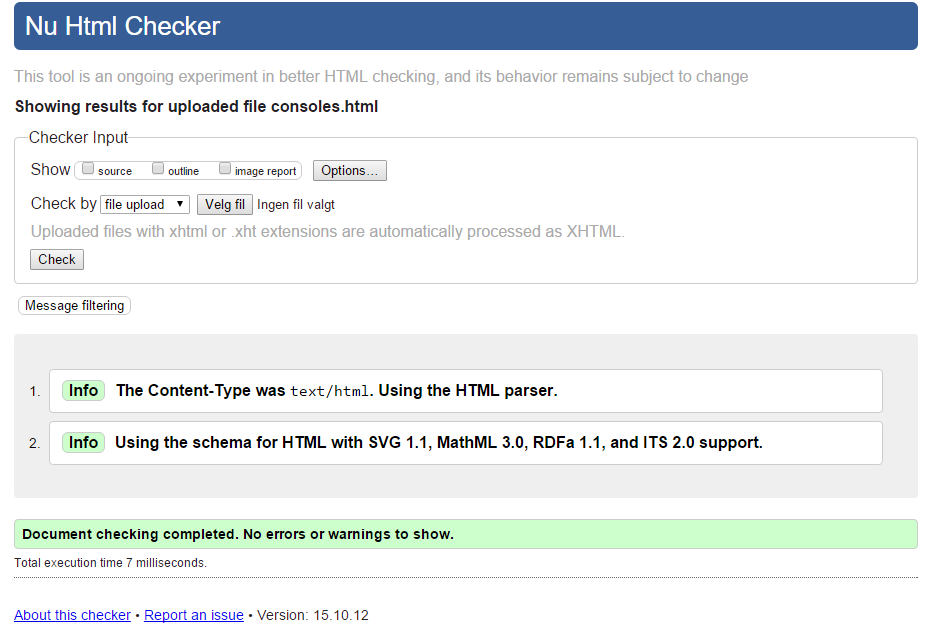 Nu Html Checker
This tool is an ongoing experiment in better HTML checking, and its behavior remains subject to change
Showing results for uploaded file consoles.html
Checker Input
Show source outline image report Options...
Check by file upload Velg fil Ingen fil valgt
Uploaded files with xhtml or .xht extensions are automatically processed as XHTML.
Check
Message filtering
1. Info The Content-Type was text/html. Using the HTML parser.
2. Info Using the schema for HTML with SVG 1.1, MathML 3.0, RDFa 1.1, and ITS 2.0 support.
Document checking completed. No errors or warnings to show.
Total execution time 7 milliseconds.
About this checker • Report an issue • Version: 15.10.12